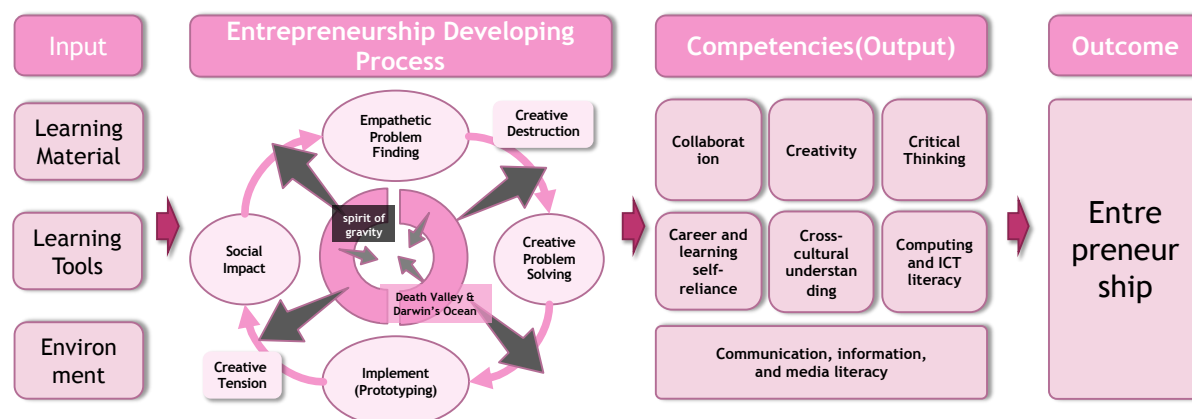 Input
Learning
Material
Learning
Tools
Environ
ment
Entrepreneurship Developing
Process
Empathetic
Problem
Finding
Creative
Destruction
spirit of
gravity
Social
Impact
Creative
Problem
Solving
Death Valley &
Darwin's Ocean
Creative
Tension
Implement
(Prototyping)
Competencies(Output)
Collaborat
ion
Creativity
Critical
Thinking
Career and
learning
self-
reliance
Cross-
cultural
understan
ding
Computing
and ICT
literacy
Communication, information,
and media literacy
Outcome
Entre
preneur
ship